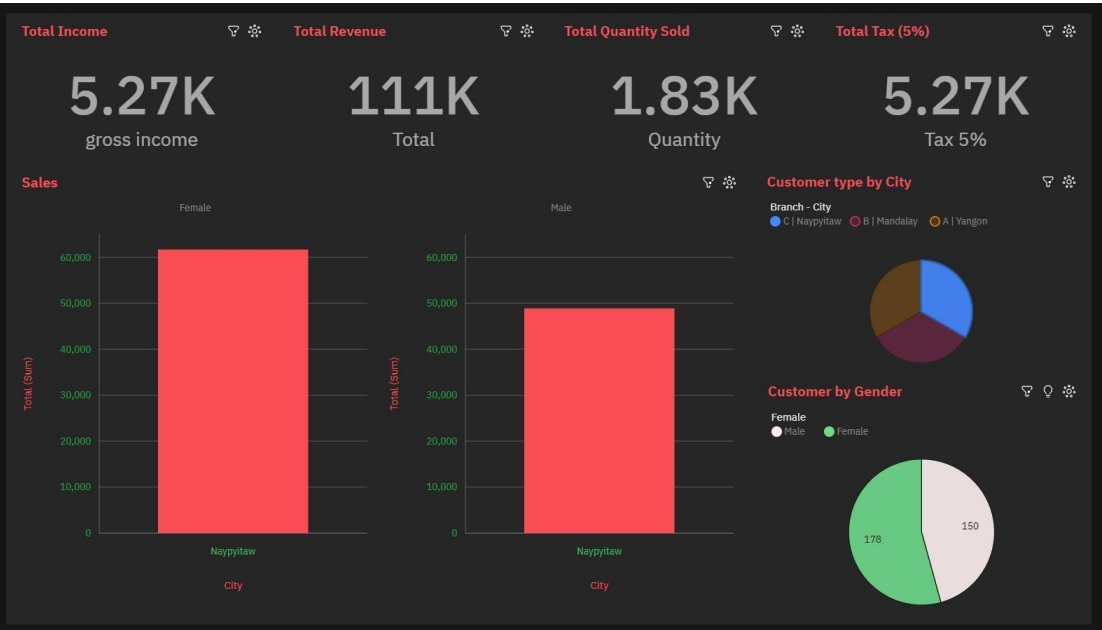 Total Income
Total Revenue
Total Quantity Sold
Total Tax (5%)
5.27K
gross income
111K
Total
1.83K
Quantity
5.27K
Tax 5%
Sales
Female
Total (Sum)
60,000
50,000
40,000
30,000
20,000
10,000
0
Naypyitaw
City
Male
Total (Sum)
60,000
50,000
40,000
30,000
20,000
10,000
0
Naypyitaw
City
Customer type by City
Branch - City
C | Naypyitaw B | Mandalay A | Yangon
Customer by Gender
Female
Male Female
150
178